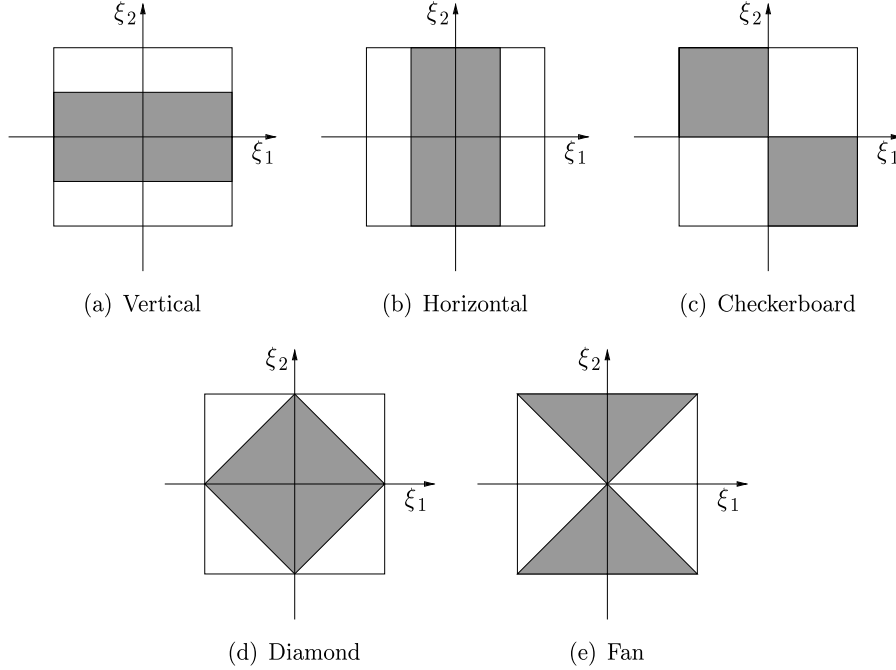 ξ2
ξ1
(a) Vertical
ξ2
ξ1
(b) Horizontal
ξ2
ξ1
(c) Checkerboard
ξ2
ξ1
(d) Diamond
ξ2
ξ1
(e) Fan